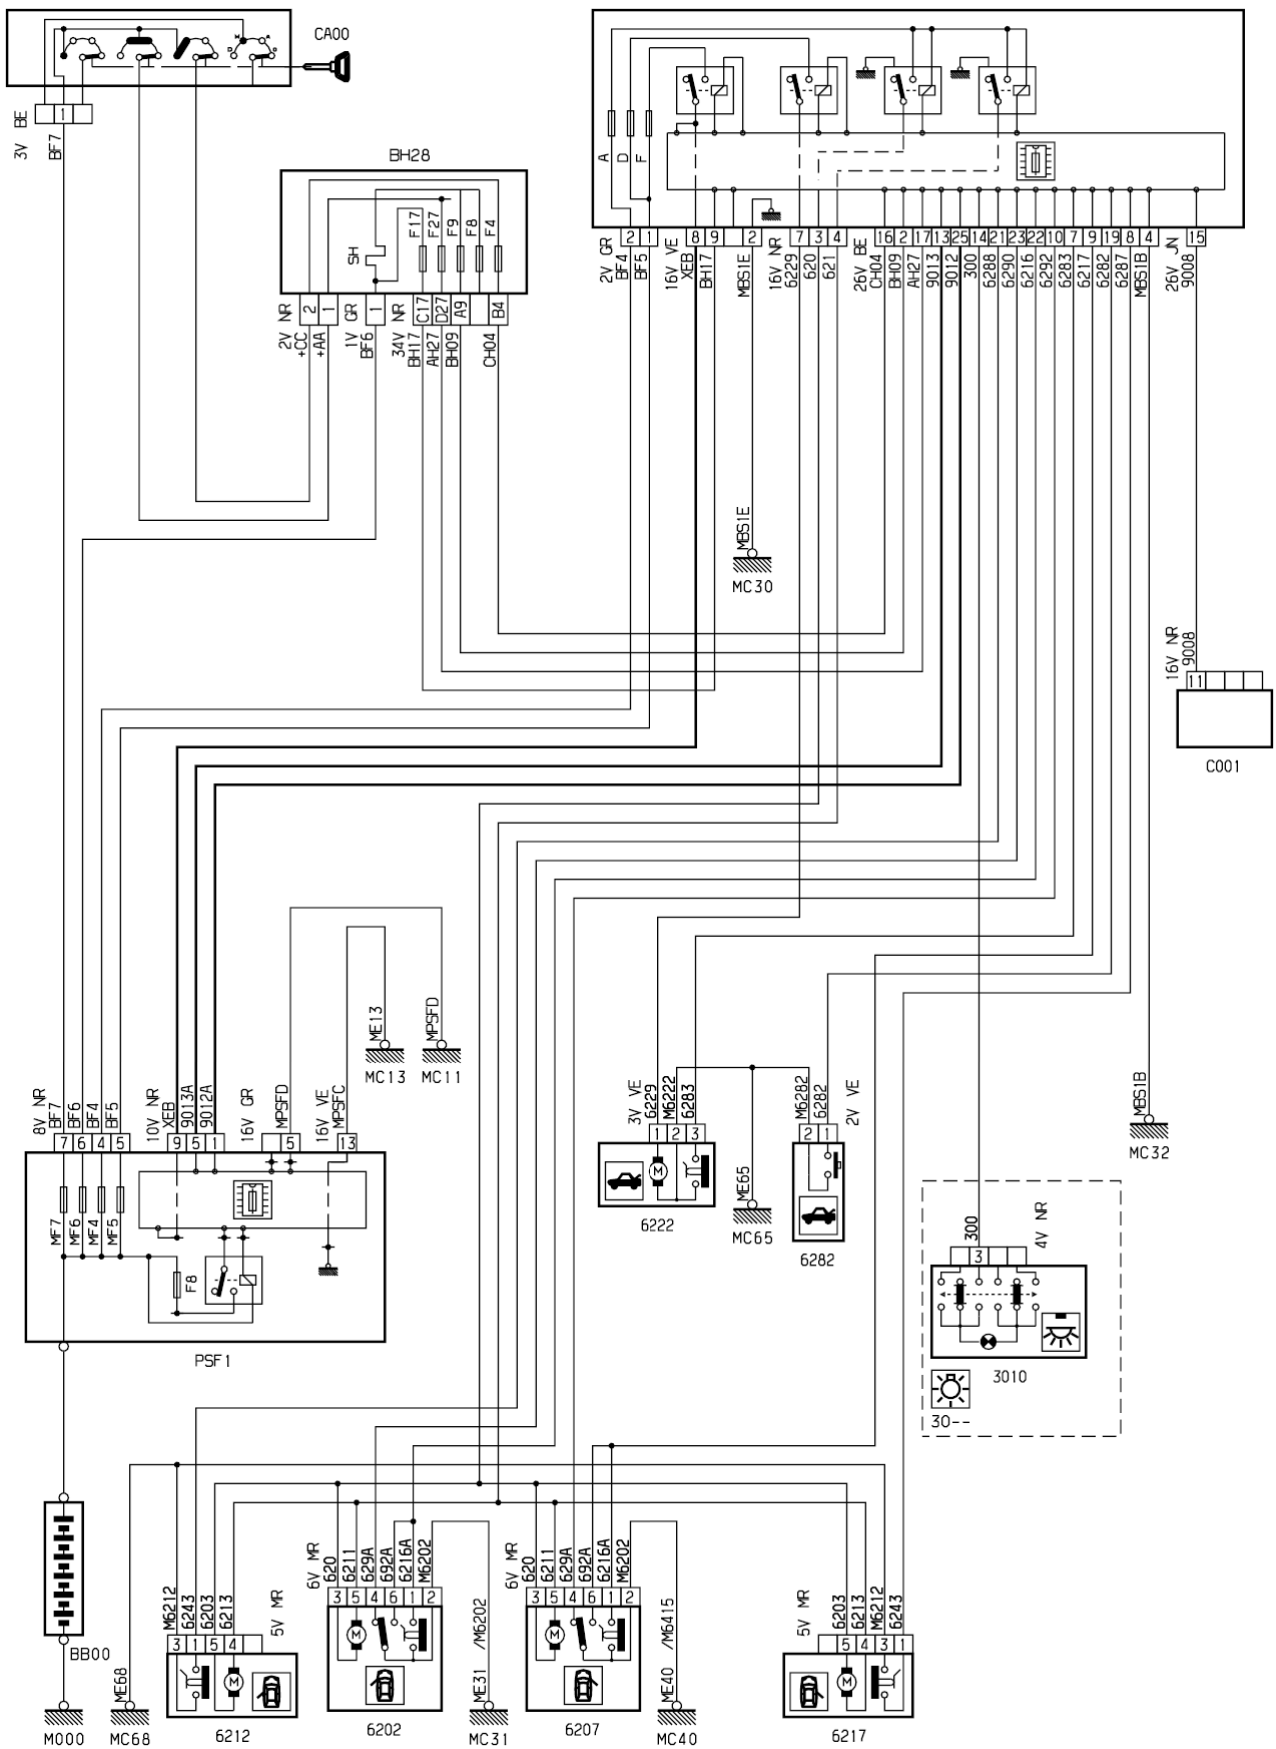 CA00
M A
D D
1
3V BE
BF7
BH28
SH
F17
F27
F9
F8
F4
2
1
1
C17
D27
A9
B4
2V NR
+CC
+AA
1V GR
BF6
34V NR
BH17
AH27
BH09
CH04
A
D
F
2 1
8 9
2
7 3 4
16 2 17 13 25 14 21 23 22 10 7 9 19 8 4
15
2V GR
BF4
BF5
16V VE
XEB
BH17
MBS1E
16V NR
6229
620
621
26V BE
CH04
BH09
AH27
9013
9012
300
6288
6290
6216
6292
6283
6217
6282
6287
MBS1B
26V JN
9008
MBS1E
MC30
16V NR
9008
11
C001
ME13
MC13
MPSFD
MC11
8V NR
BF7
BF6
BF4
BF5
10V NR
XEB
9013A
9012A
16V GR
MPSFD
16V VE
MPSFC
7 6 4 5
9 5 1
5
13
MF7
MF6
MF4
MF5
F8
PSF1
3V VE
6229
M6222
6283
1 2 3
M
6222
ME65
MC65
M6282
6282
2V VE
2 1
6282
MBS1B
MC32
300
4V NR
3
3010
30--
BB00
M000
ME68
MC68
M6212
6243
6203
6213
5V MR
3 1 5 4
M
6212
6V MR
620
6211
629A
692A
6216A
M6202
3 5 4 6 1 2
M
6202
ME31 /M6202
MC31
6V MR
620
6211
629A
692A
6216A
M6202
3 5 4 6 1 2
M
6207
ME40 /M6415
MC40
5V MR
6203
6213
M6212
6243
5 4 3 1
M
6217